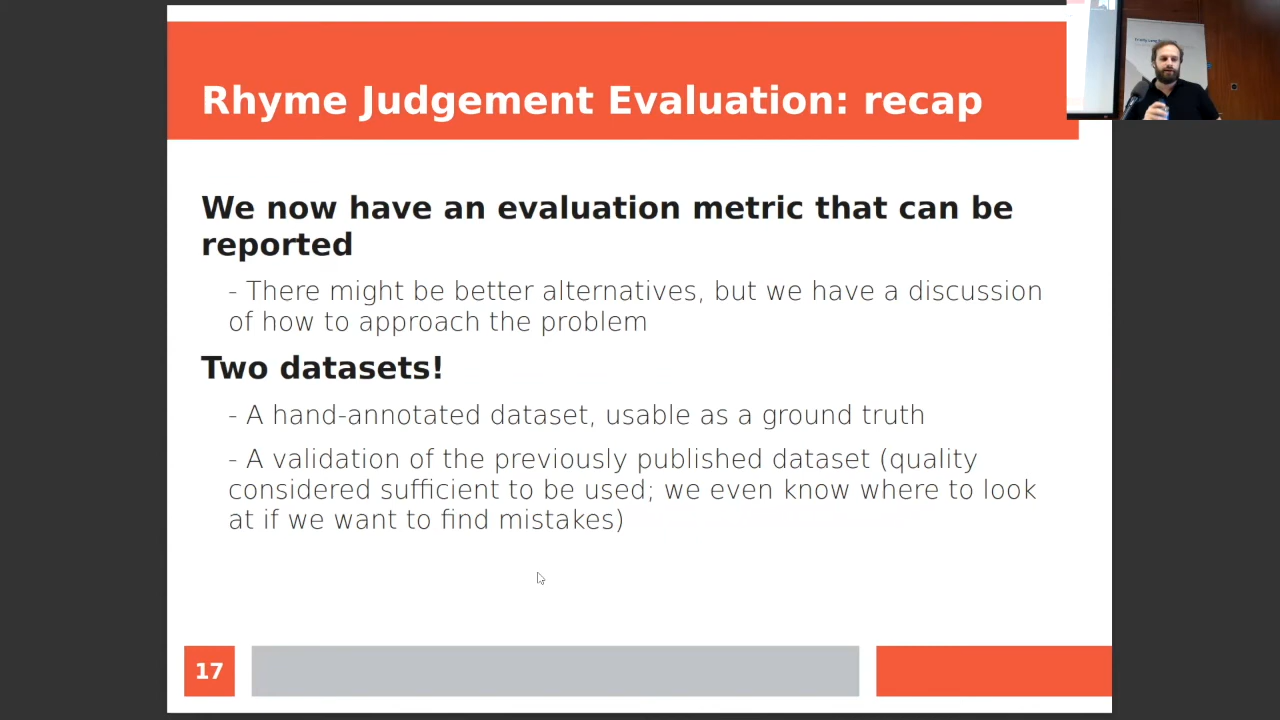 Rhyme Judgement Evaluation: recap
We now have an evaluation metric that can be
reported
- There might be better alternatives, but we have a discussion
of how to approach the problem
Two datasets!
- A hand-annotated dataset, usable as a ground truth
- A validation of the previously published dataset (quality
considered sufficient to be used; we even know where to look
at if we want to find mistakes)
17